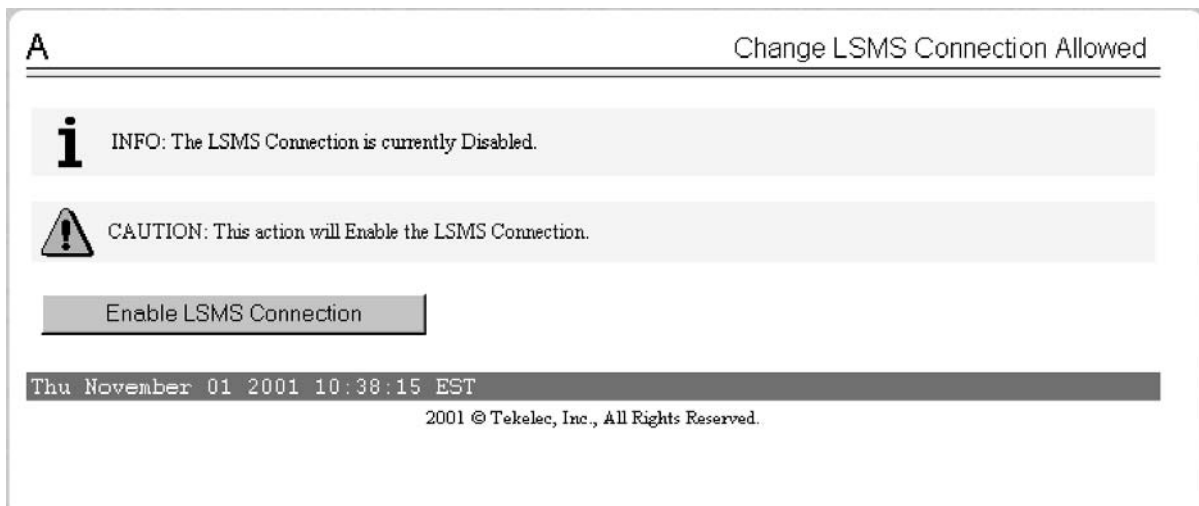 A
Change LSMS Connection Allowed
i INFO: The LSMS Connection is currently Disabled.
! CAUTION: This action will Enable the LSMS Connection.
Enable LSMS Connection
Thu November 01 2001 10:38:15 EST
2001 © Tekelec, Inc., All Rights Reserved.